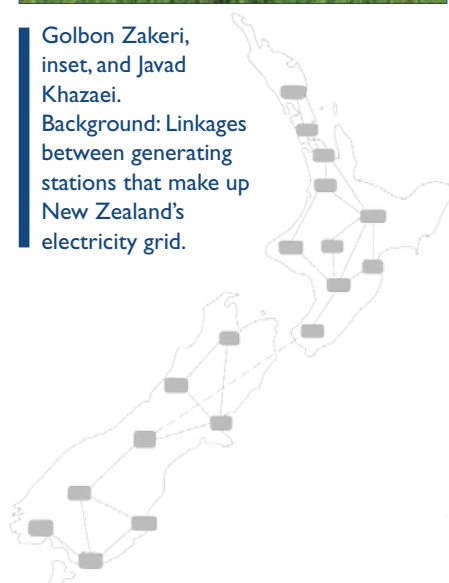 Golbon Zakeri,
inset, and Javad
Khazaei.
Background: Linkages
between generating
stations that make up
New Zealand’s
electricity grid.